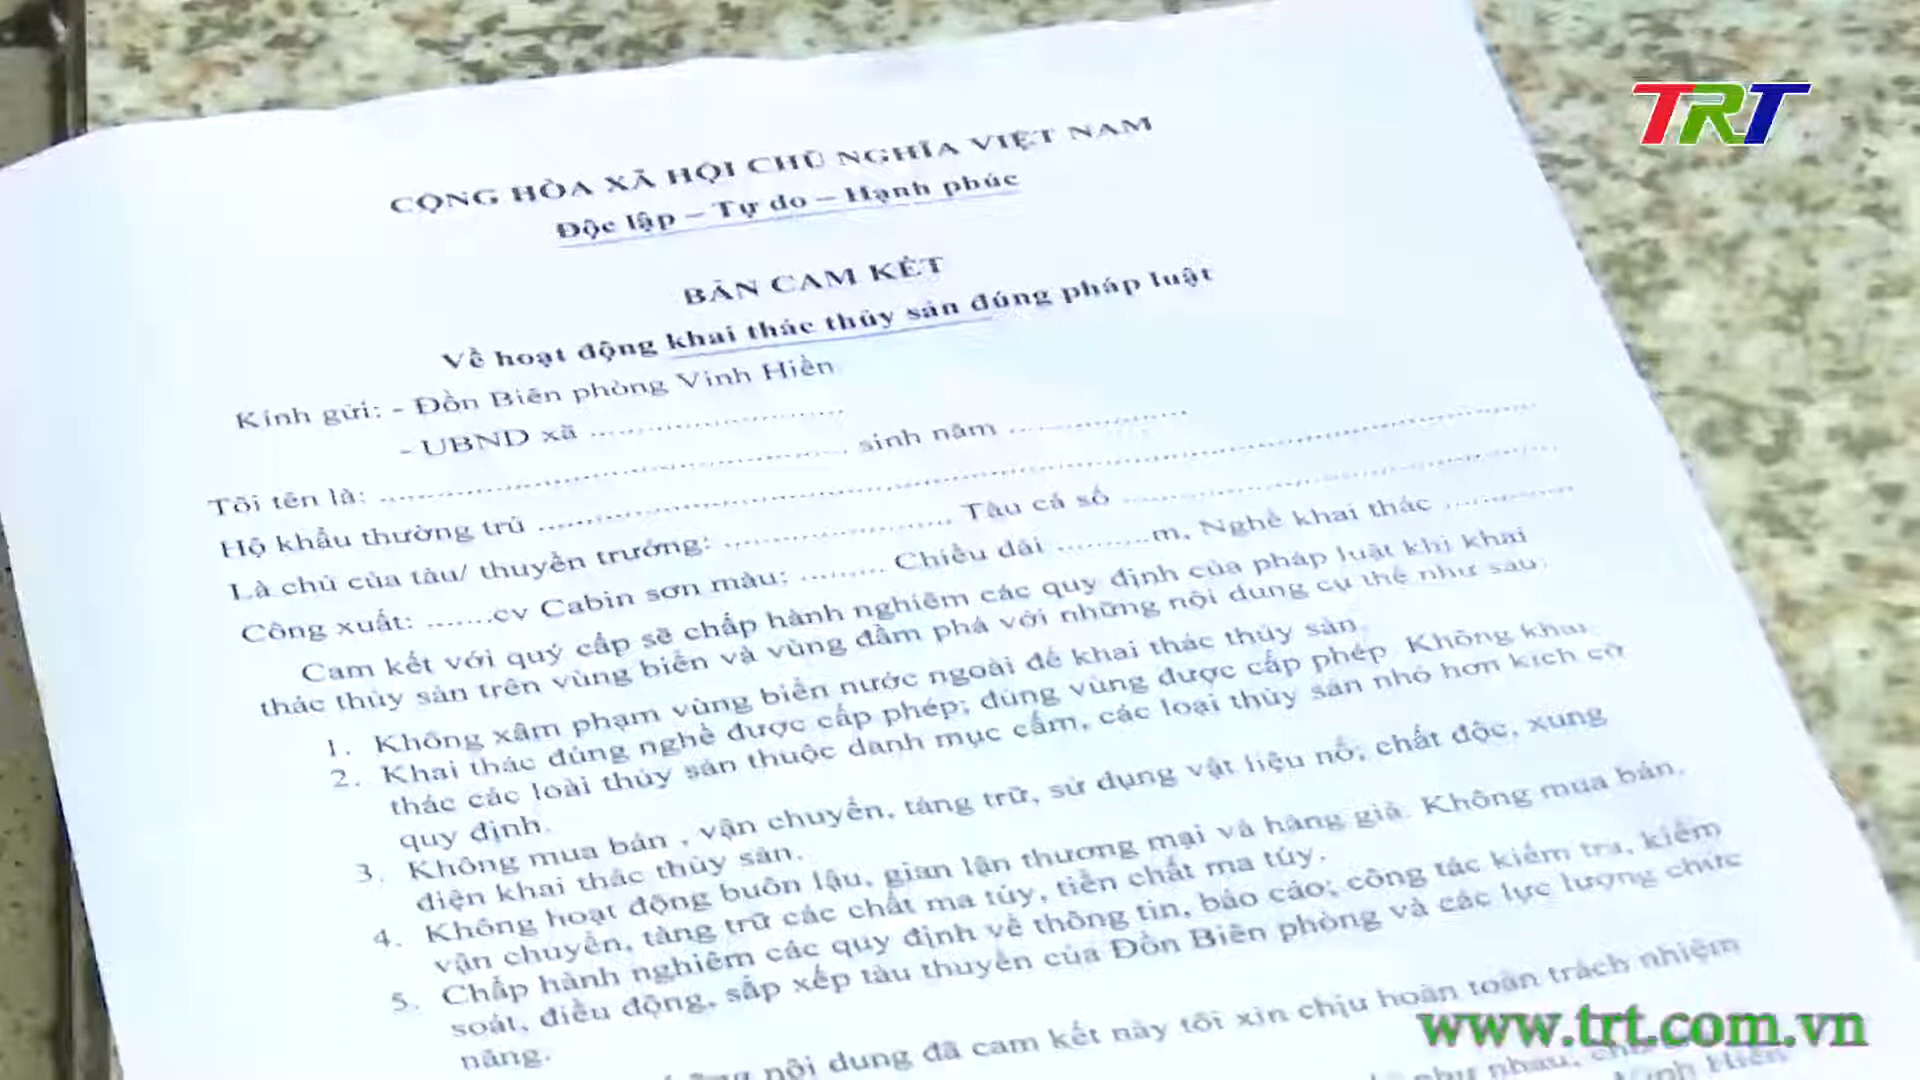 TRT
CỘNG HÒA XÃ HỘI CHỦ NGHĨA VIỆT NAM
Độc lập – Tự do – Hạnh phúc
BẢN CAM KẾT
Về hoạt động khai thác thủy sản đúng pháp luật
Kính gửi: - Đồn Biên phòng Vinh Hiền
- UBND xã ........................
Tôi tên là: ................................................, sinh năm ................
Hộ khẩu thường trú ................................................................................
Là chủ của tàu/ thuyền trưởng: ...................... Tàu cá số ........................................
Công xuất: .......cv Cabin sơn màu: ......... Chiều dài ..........m, Nghề khai thác ............
Cam kết với quý cấp sẽ chấp hành nghiêm các quy định của pháp luật khi khai
thác thủy sản trên vùng biển và vùng đầm phá với những nội dung cụ thể như sau:
1. Không xâm phạm vùng biển nước ngoài để khai thác thủy sản.
2. Khai thác đúng nghề được cấp phép; đúng vùng được cấp phép. Không khai
thác các loài thủy sản thuộc danh mục cấm, các loại thủy sản nhỏ hơn kích cỡ
quy định.
3. Không mua bán , vận chuyển, tàng trữ, sử dụng vật liệu nổ, chất độc, xung
điện khai thác thủy sản.
4. Không hoạt động buôn lậu, gian lận thương mại và hàng giả. Không mua bán,
vận chuyển, tàng trữ các chất ma túy, tiền chất ma túy.
5. Chấp hành nghiêm các quy định về thông tin, báo cáo; công tác kiểm tra, kiểm
soát, điều động, sắp xếp tàu thuyền của Đồn Biên phòng và các lực lượng chức
năng.
nội dung đã cam kết này tôi xin chịu hoàn toàn trách nhiệm
như nhau,
Hiền
www.trt.com.vn